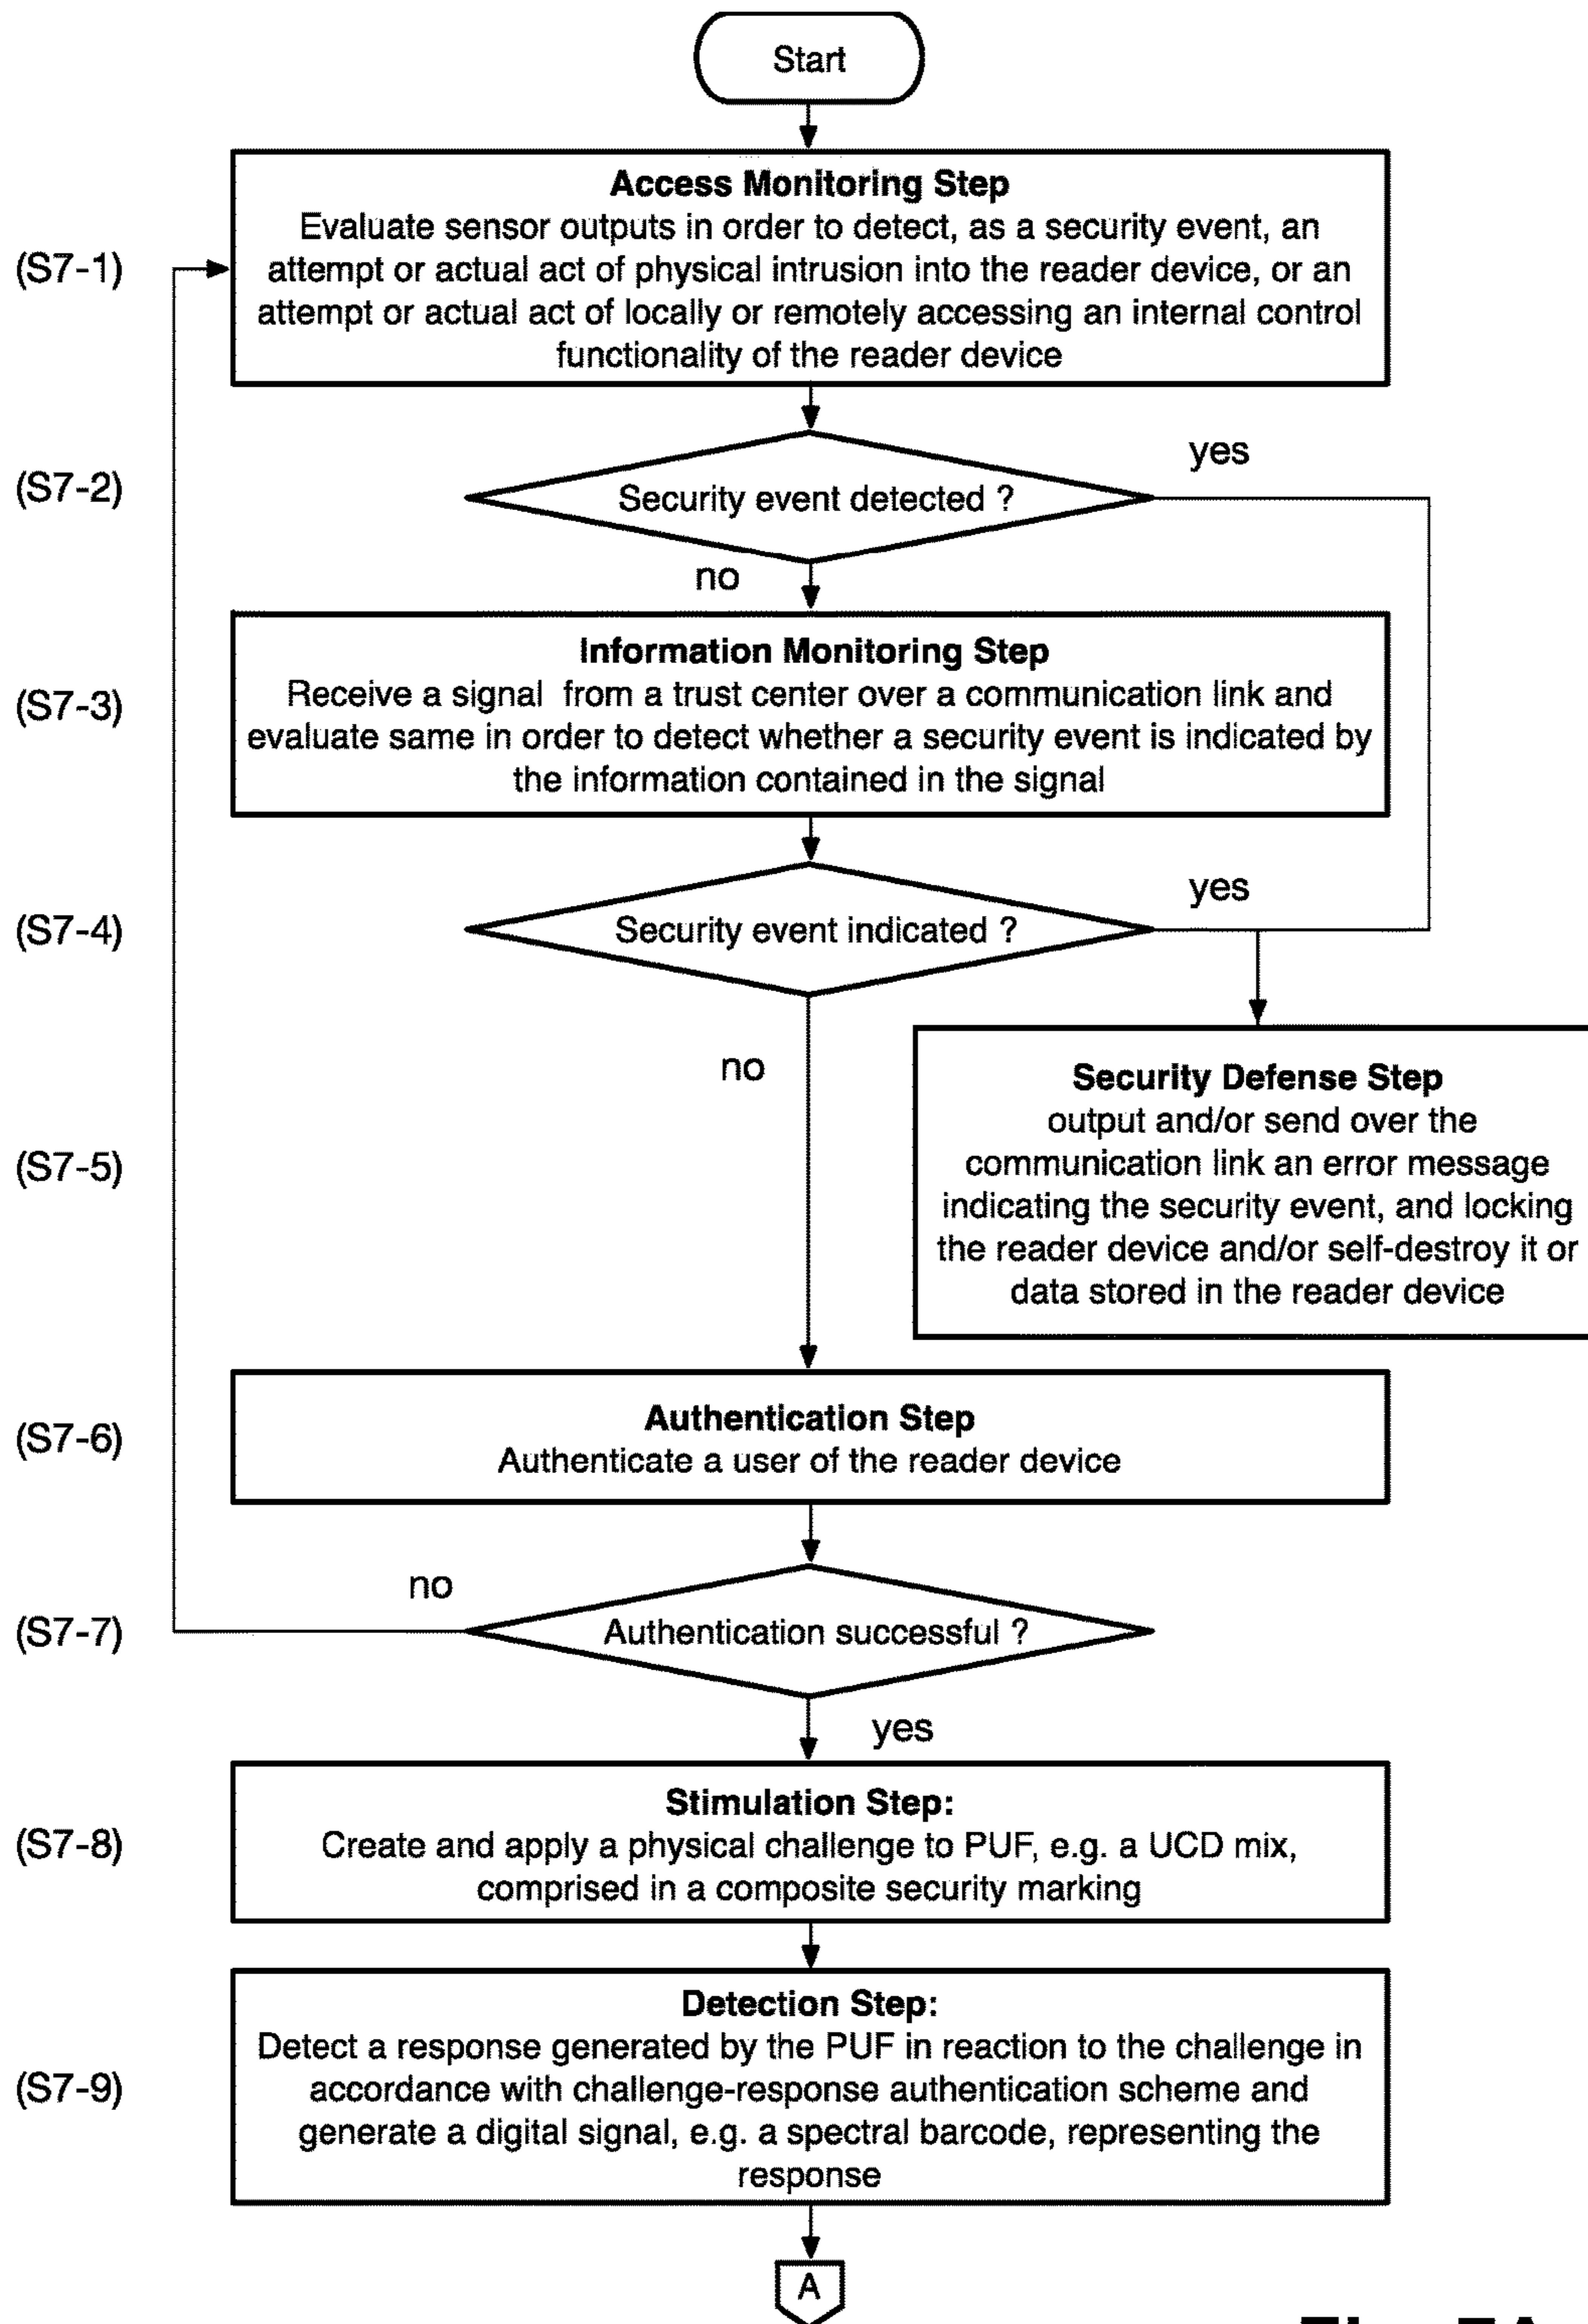 Start
Access Monitoring Step
Evaluate sensor outputs in order to detect, as a security event, an
attempt or actual act of physical intrusion into the reader device, or an
attempt or actual act of locally or remotely accessing an internal control
functionality of the reader device
(S7-1)
yes
(S7-2)
Security event detected ?
no
Information Monitoring Step
Receive a signal from a trust center over a communication link and
evaluate same in order to detect whether a security event is indicated by
the information contained in the signal
(S7-3)
yes
(S7-4)
Security event indicated ?
no
Security Defense Step
output and/or send over the
communication link an error message
indicating the security event, and locking
the reader device and/or self-destroy it or
data stored in the reader device
(S7-5)
Authentication Step
Authenticate a user of the reader device
(S7-6)
no
(S7-7)
Authentication successful ?
yes
Stimulation Step:
Create and apply a physical challenge to PUF, e.g. a UCD mix,
comprised in a composite security marking
(S7-8)
Detection Step:
Detect a response generated by the PUF in reaction to the challenge in
accordance with challenge-response authentication scheme and
generate a digital signal, e.g. a spectral barcode, representing the
response
(S7-9)
A